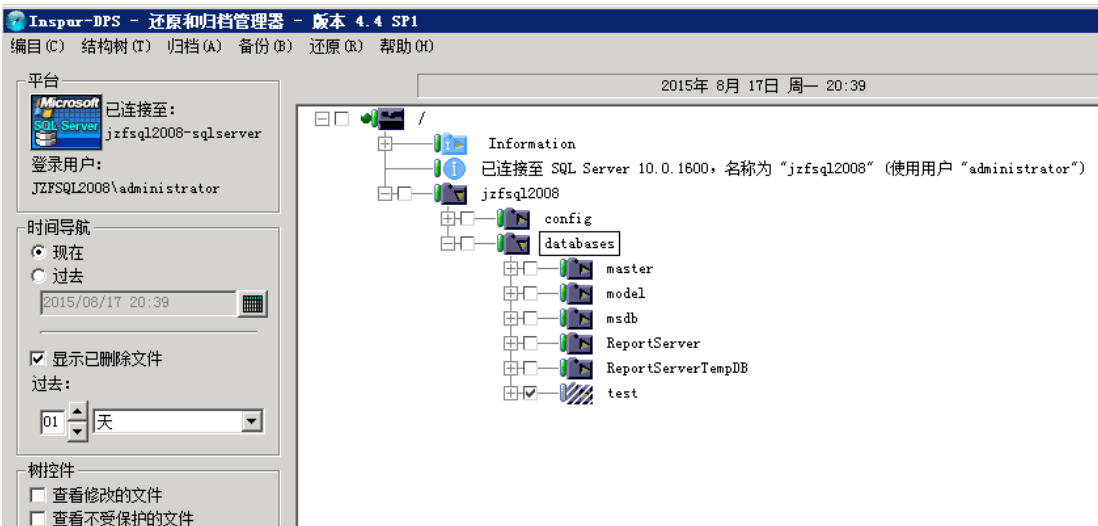 Inspur-DPS - 还原和归档管理器 - 版本 4.4 SP1
编目(C) 结构树(T) 归档(A) 备份(B) 还原(R) 帮助(H)
平台
Microsoft
SQL Server
已连接至:
jzfsql2008-sqlserver
登录用户:
JZFSQL2008\administrator
时间导航
现在
过去
2015/08/17 20:39
显示已删除文件
过去:
01 天
树控件
查看修改的文件
查看不受保护的文件
2015年 8月 17日 周一 20:39
/
Information
已连接至 SQL Server 10.0.1600，名称为 “jzfsql2008” (使用用户 “administrator”)
jzfsql2008
config
databases
master
model
msdb
ReportServer
ReportServerTempDB
test